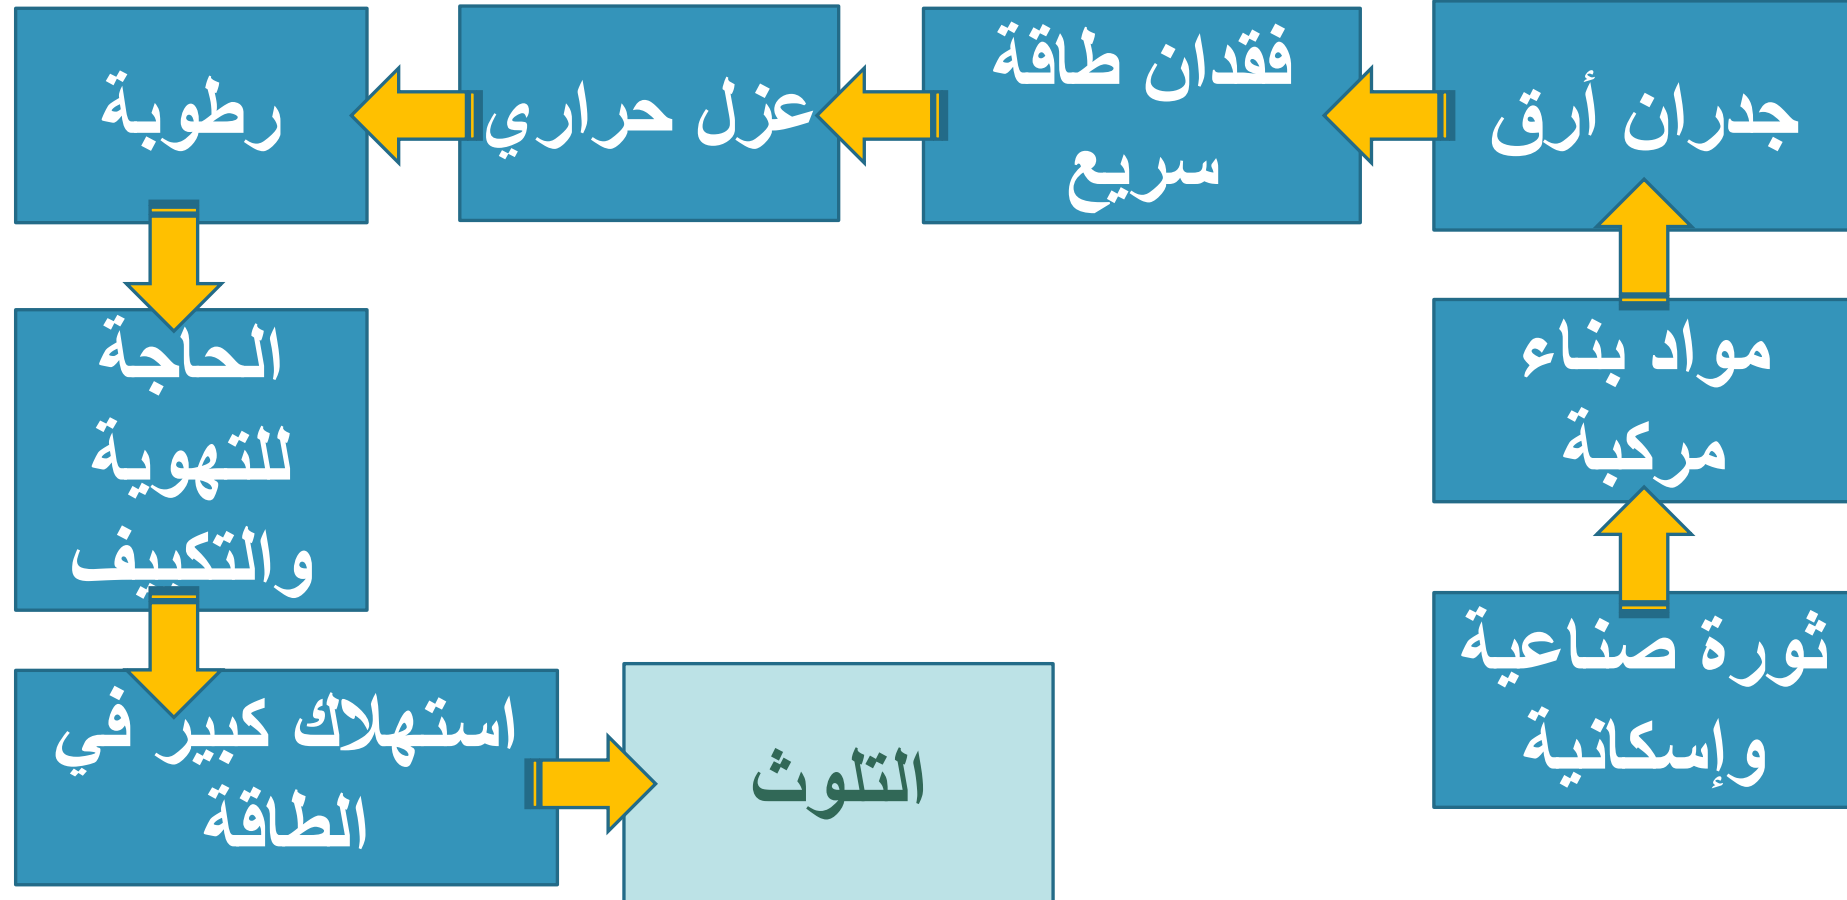 ثورة صناعية
وإسكانية
مواد بناء
مركبة
جدران أرق
فقدان طاقة
سريع
عزل حراري
رطوبة
الحاجة
للتهوية
والتكييف
استهلاك كبير في
الطاقة
التلوث